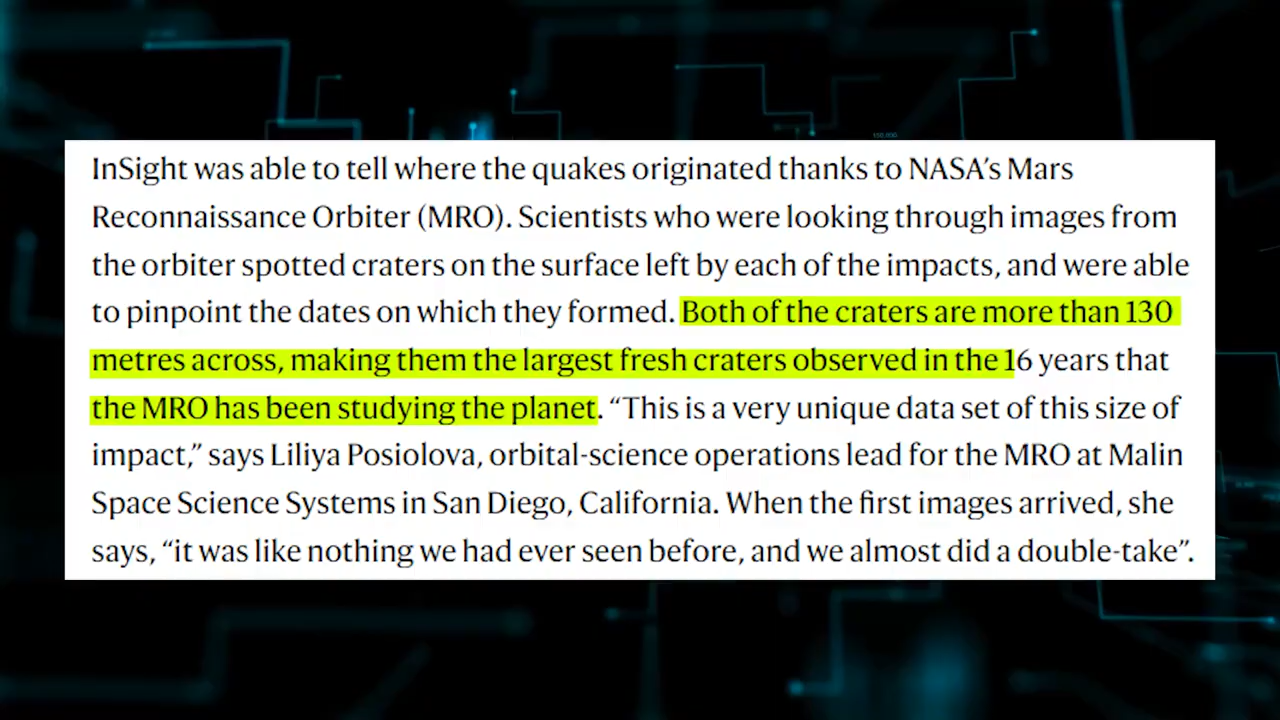 InSight was able to tell where the quakes originated thanks to NASA’s Mars
Reconnaissance Orbiter (MRO). Scientists who were looking through images from
the orbiter spotted craters on the surface left by each of the impacts, and were able
to pinpoint the dates on which they formed. Both of the craters are more than 130
metres across, making them the largest fresh craters observed in the 16 years that
the MRO has been studying the planet. “This is a very unique data set of this size of
impact,” says Liliya Posiolova, orbital-science operations lead for the MRO at Malin
Space Science Systems in San Diego, California. When the first images arrived, she
says, “it was like nothing we had ever seen before, and we almost did a double-take”.